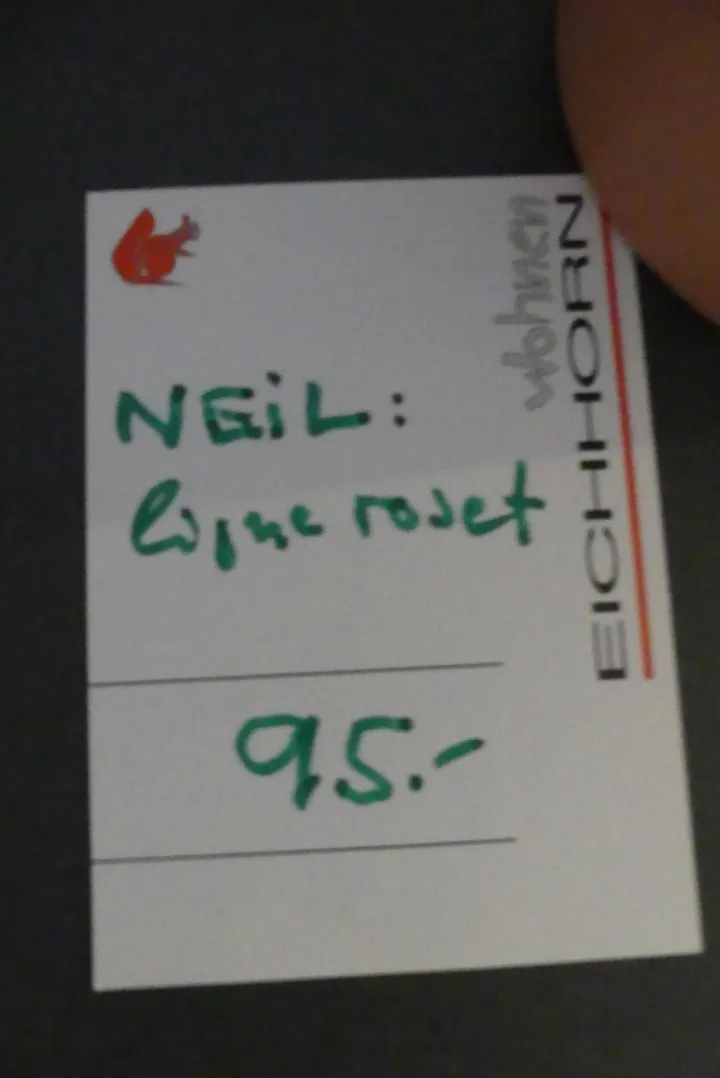 NEiL:
ligne roset
95.-
wohnen
EICHHORN